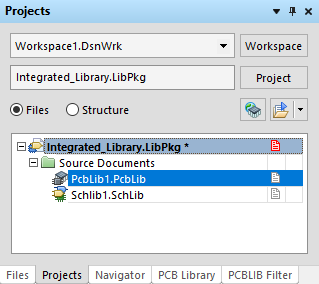 Projects
Workspace1.DsnWrk Workspace
Integrated_Library.LibPkg Project
Files Structure
Integrated_Library.LibPkg *
Source Documents
PcbLib1.PcbLib
Schlib1.SchLib
Files Projects Navigator PCB Library PCBLIB Filter